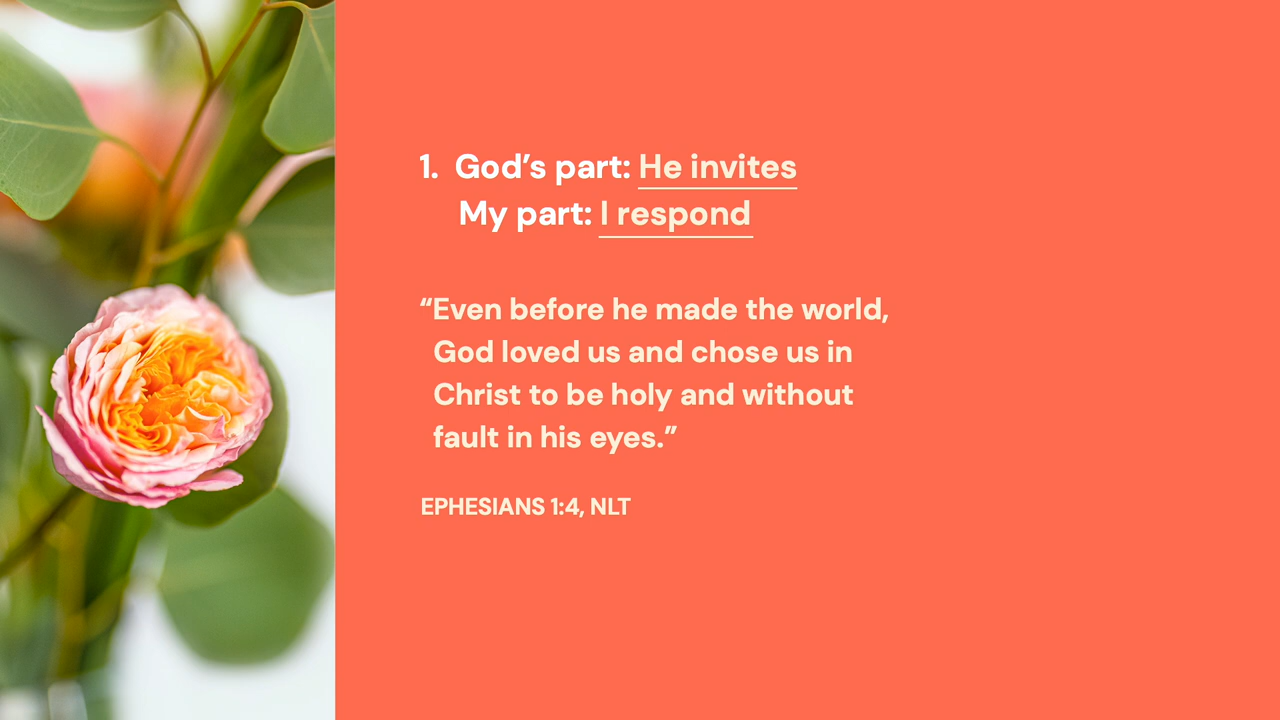 1. God’s part: He invites
My part: I respond
“Even before he made the world,
God loved us and chose us in
Christ to be holy and without
fault in his eyes.”
EPHESIANS 1:4, NLT